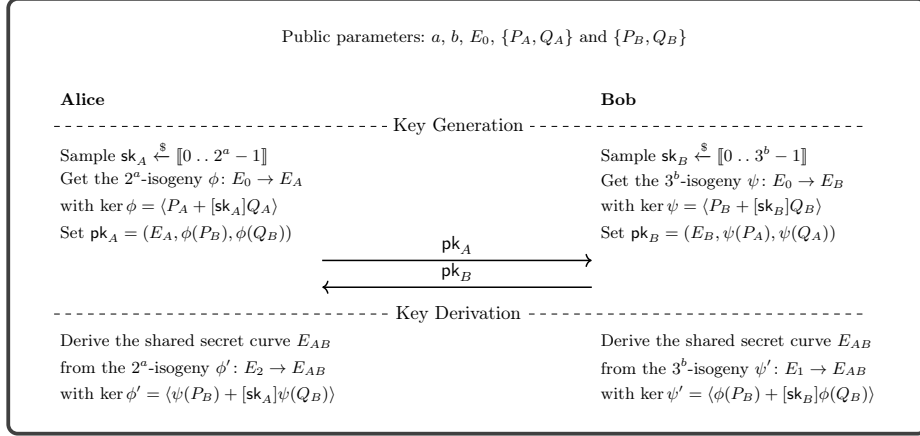 Public parameters: a, b, E₀, {P_A, Q_A} and {P_B, Q_B}
Alice
Bob
Key Generation
Sample sk_A ←$ ⟦0 . . 2^a − 1⟧
Get the 2^a-isogeny ϕ: E₀ → E_A
with ker ϕ = ⟨P_A + [sk_A]Q_A⟩
Set pk_A = (E_A, ϕ(P_B), ϕ(Q_B))
Sample sk_B ←$ ⟦0 . . 3^b − 1⟧
Get the 3^b-isogeny ψ: E₀ → E_B
with ker ψ = ⟨P_B + [sk_B]Q_B⟩
Set pk_B = (E_B, ψ(P_A), ψ(Q_A))
pk_A
pk_B
Key Derivation
Derive the shared secret curve E_AB
from the 2^a-isogeny ϕ′: E₂ → E_AB
with ker ϕ′ = ⟨ψ(P_B) + [sk_A]ψ(Q_B)⟩
Derive the shared secret curve E_AB
from the 3^b-isogeny ψ′: E₁ → E_AB
with ker ψ′ = ⟨ϕ(P_B) + [sk_B]ϕ(Q_B)⟩